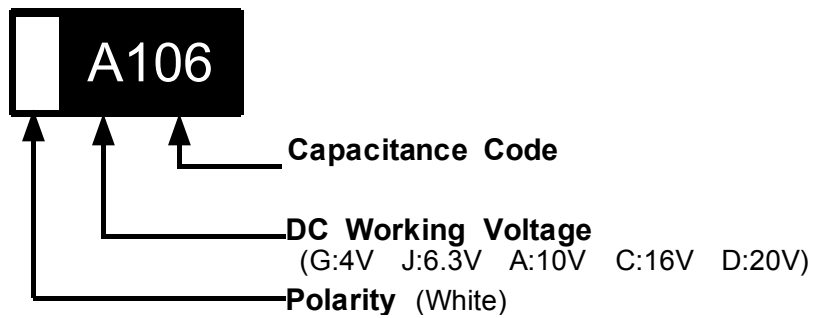 A106
Capacitance Code
DC Working Voltage
(G:4V J:6.3V A:10V C:16V D:20V)
Polarity (White)